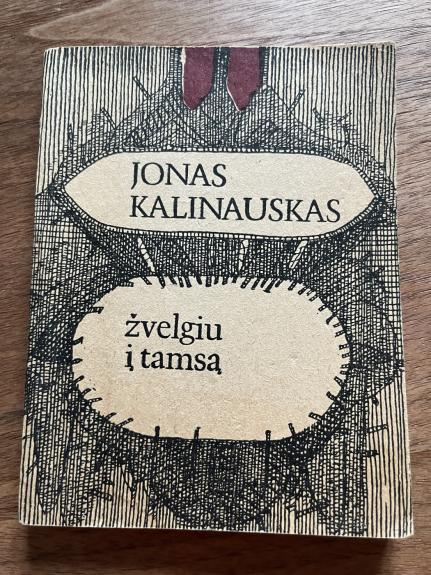 JONAS
KALINAUSKAS
žvelgiu
į tamsą